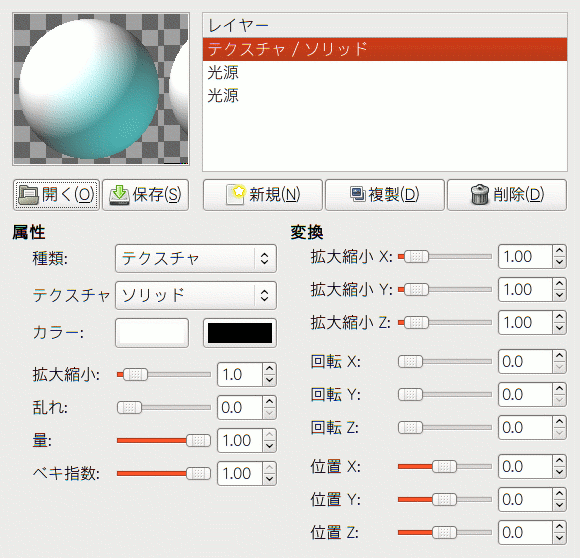 レイヤー
テクスチャ / ソリッド
光源
光源
開く(O)
保存(S)
新規(N)
複製(D)
削除(D)
属性
種類:
テクスチャ
テクスチャ
ソリッド
カラー:
拡大縮小:
1.0
乱れ:
0.0
量:
1.00
ベキ指数:
1.00
変換
拡大縮小 X:
1.00
拡大縮小 Y:
1.00
拡大縮小 Z:
1.00
回転 X:
0.0
回転 Y:
0.0
回転 Z:
0.0
位置 X:
0.0
位置 Y:
0.0
位置 Z:
0.0